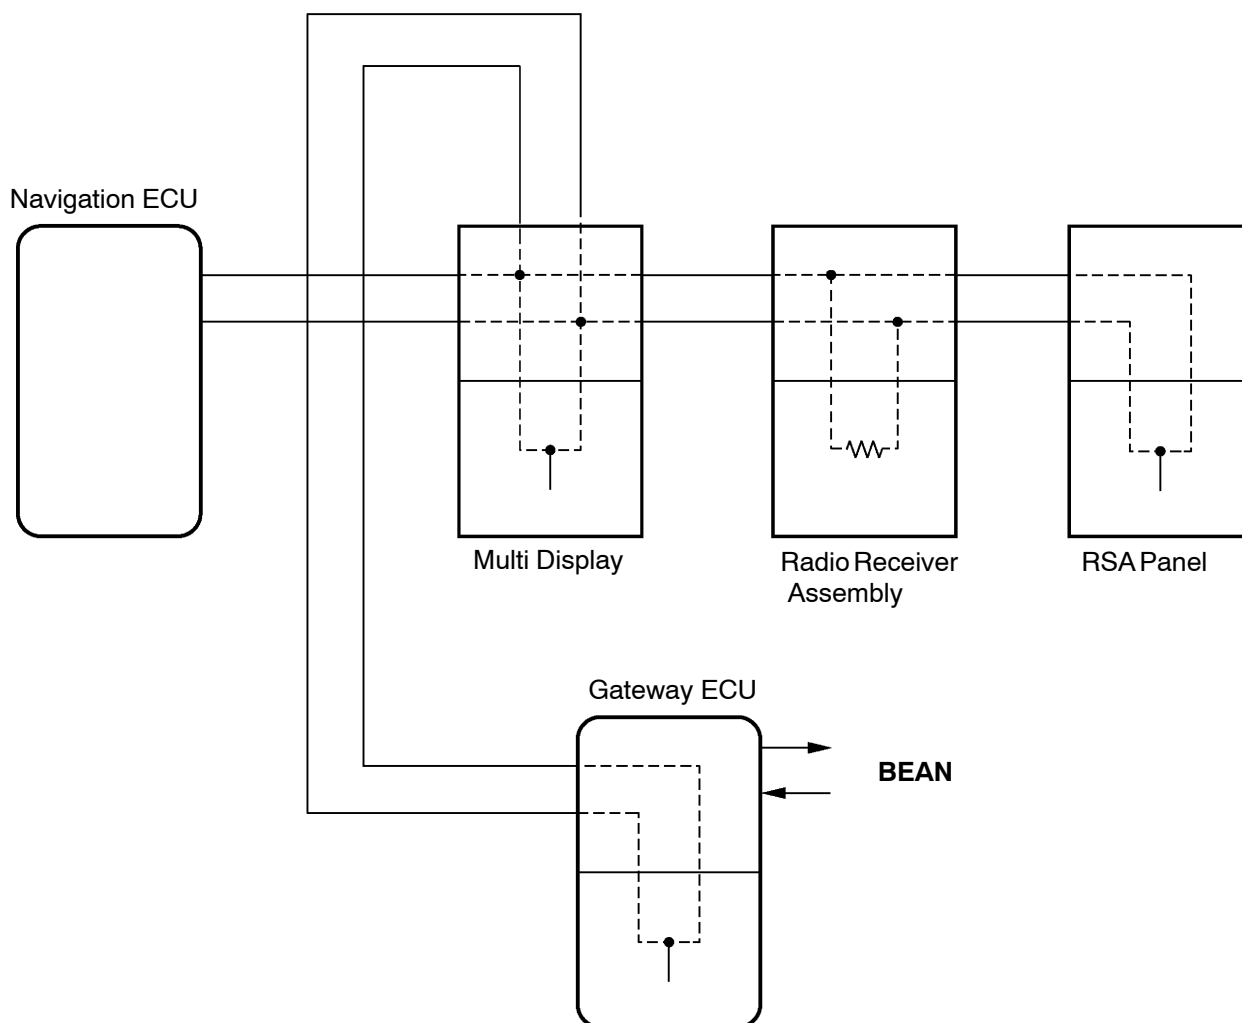 Navigation ECU
Multi Display
Radio Receiver
Assembly
RSA Panel
Gateway ECU
BEAN